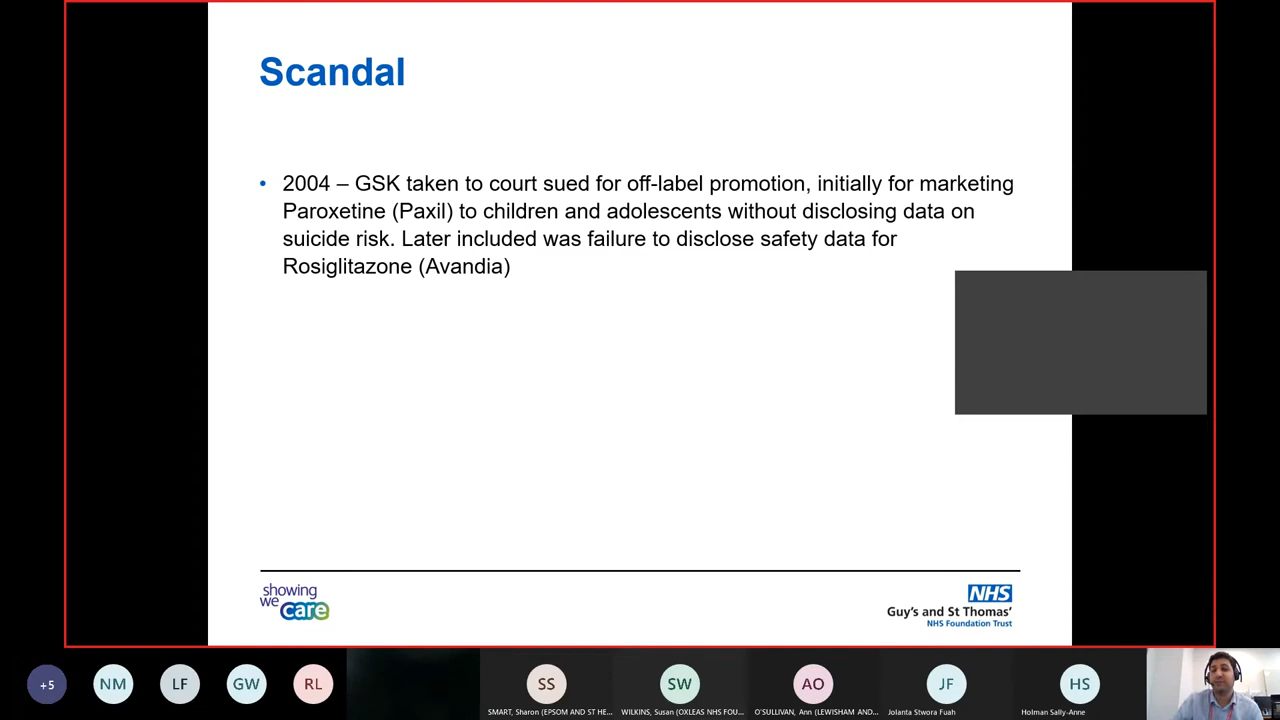 Scandal
• 2004 – GSK taken to court sued for off-label promotion, initially for marketing
Paroxetine (Paxil) to children and adolescents without disclosing data on
suicide risk. Later included was failure to disclose safety data for
Rosiglitazone (Avandia)
showing
we care
NHS
Guy's and St Thomas'
NHS Foundation Trust
+5
NM
LF
GW
RL
SS
SW
AO
JF
HS
SMART, Sharon (EPSOM AND ST HE...
WILKINS, Susan (OXLEAS NHS FOU...
O'SULLIVAN, Ann (LEWISHAM AND...
Jolanta Stwora Fuah
Holman Sally-Anne